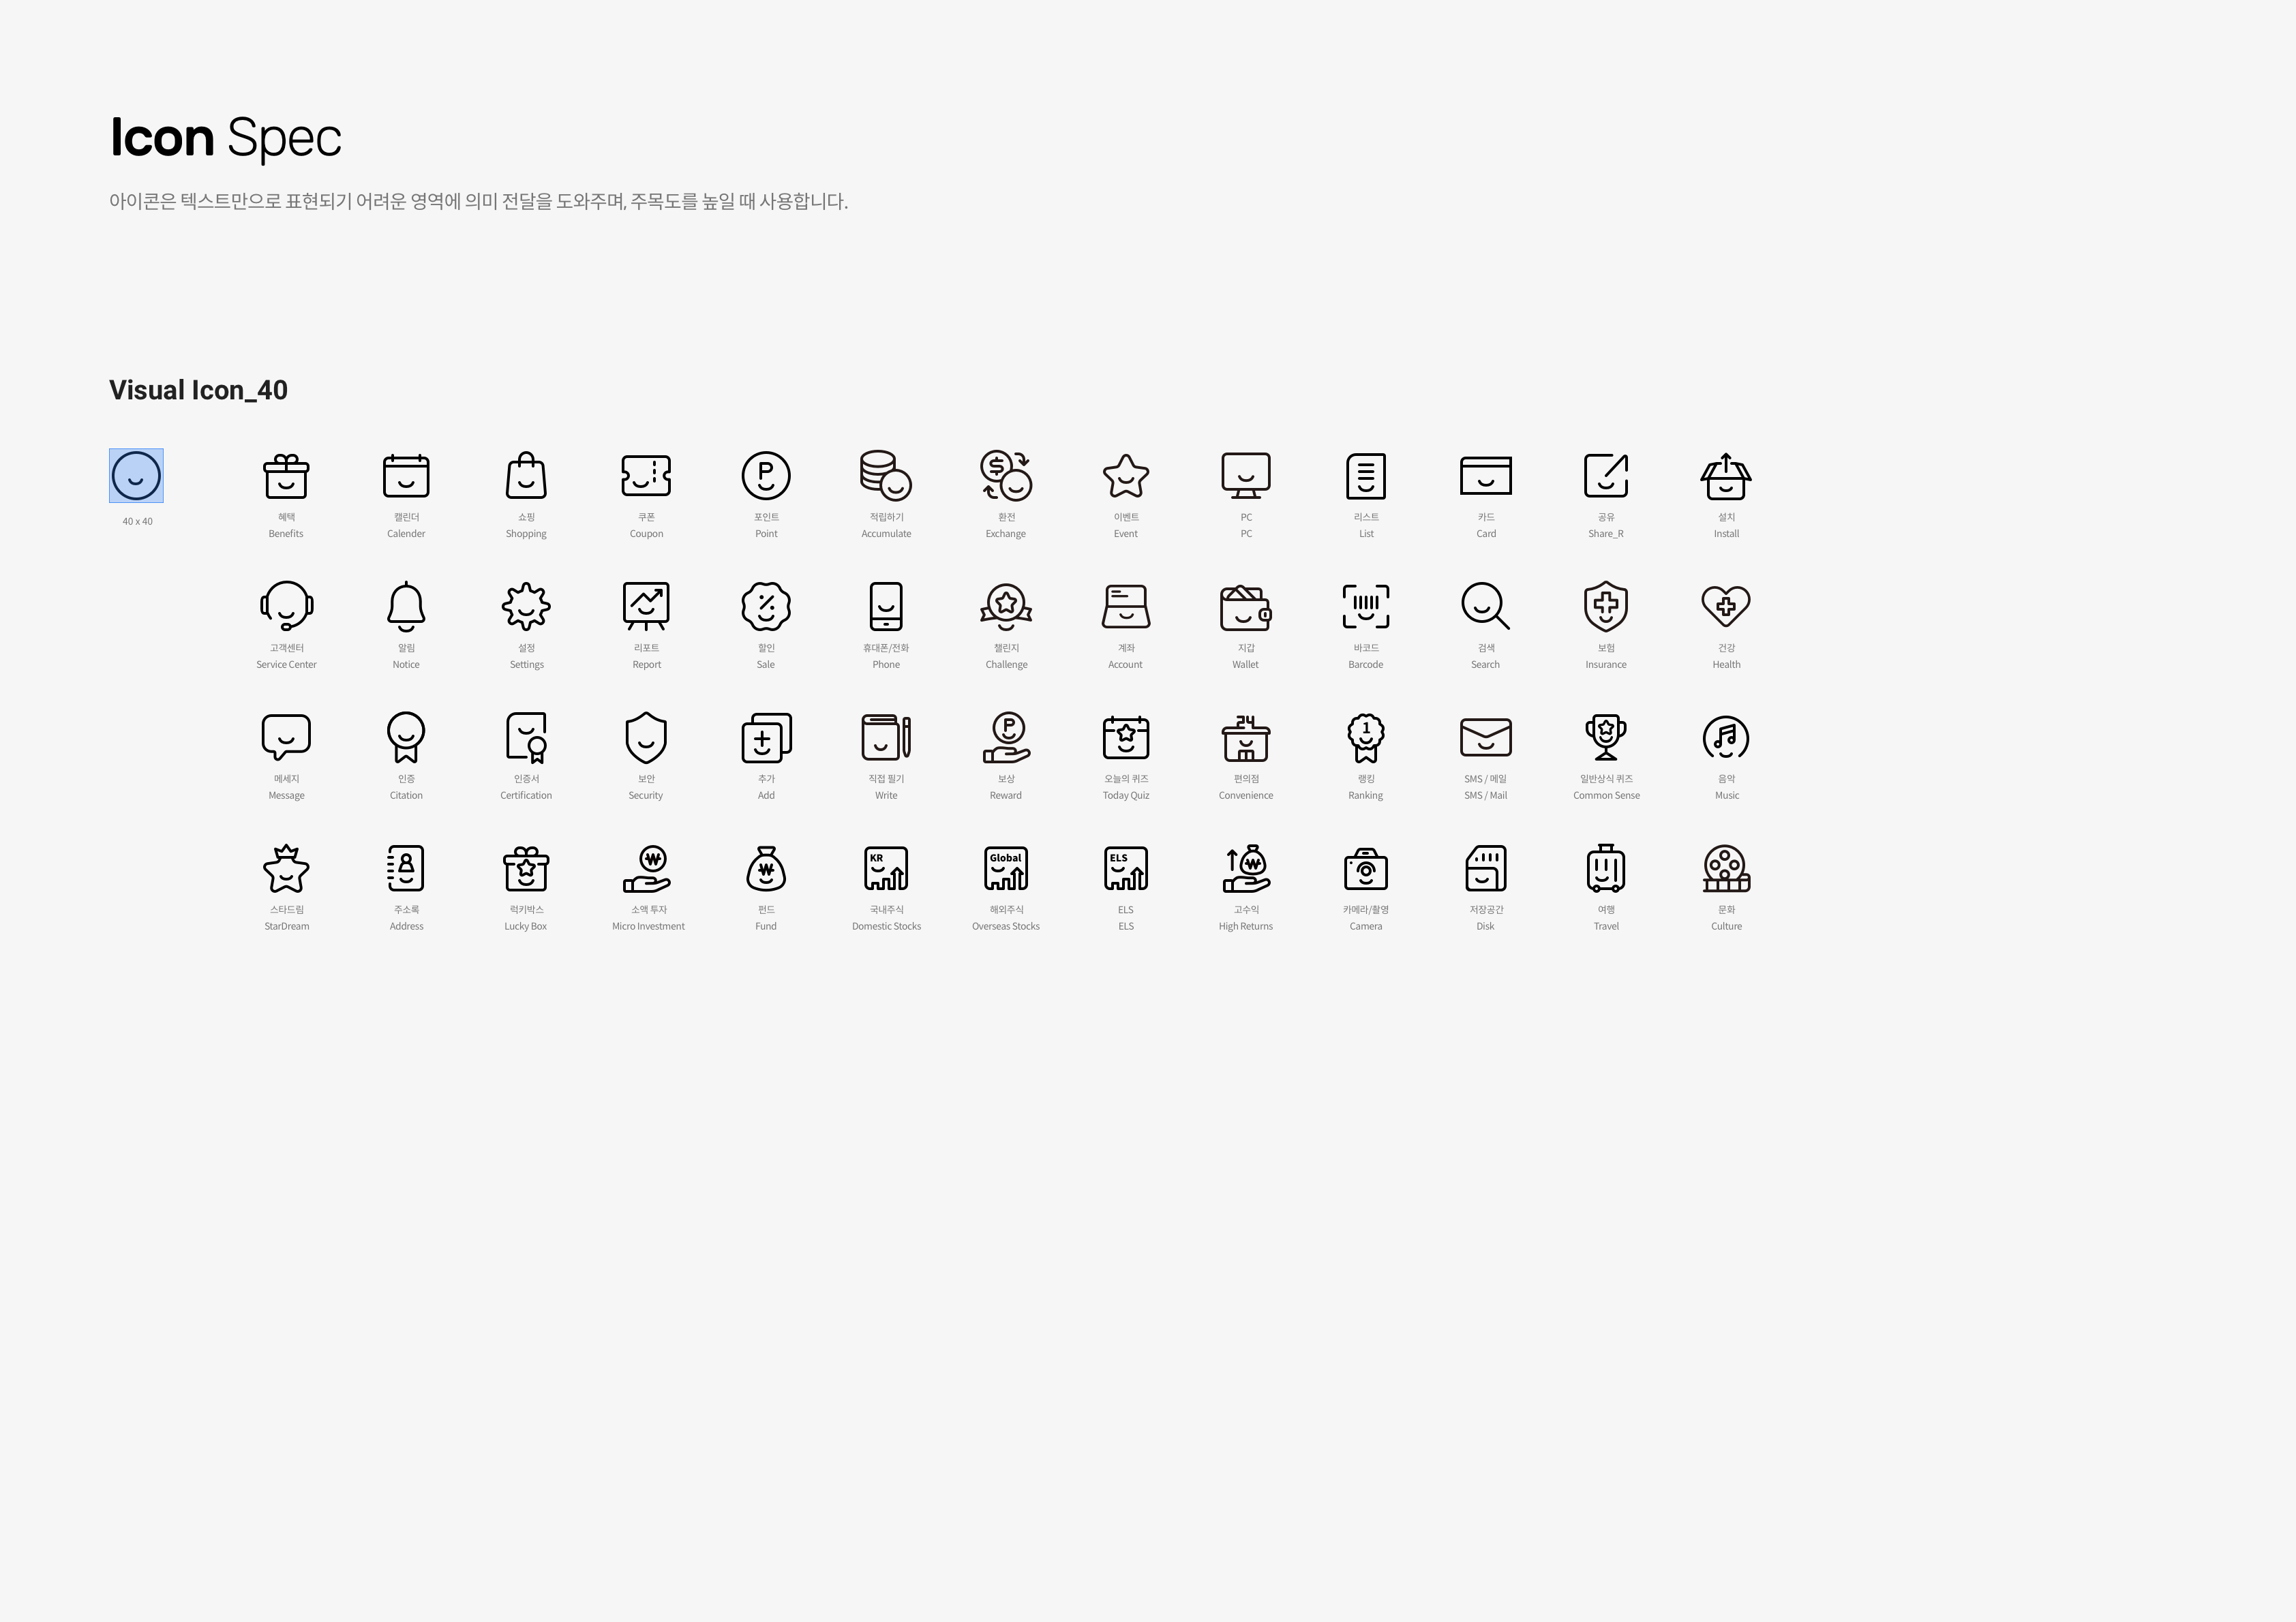 Icon Spec
아이콘은 텍스트만으로 표현되기 어려운 영역에 의미 전달을 도와주며, 주목도를 높일 때 사용합니다.
Visual Icon_40
P $
40 x 40
혜택 캘린더 쇼핑 쿠폰 포인트 적립하기 환전 이벤트 PC 리스트 카드 공유 설치
Benefits Calender Shopping Coupon Point Accumulate Exchange Event PC List Card Share_R Install
%
고객센터 알림 설정 리포트 할인 휴대폰/전화 챌린지 계좌 지갑 바코드 검색 보험 건강
Service Center Notice Settings Report Sale Phone Challenge Account Wallet Barcode Search Insurance Health
P 24 1
메세지 인증 인증서 보안 추가 직접 필기 보상 오늘의 퀴즈 편의점 랭킹 SMS / 메일 일반상식 퀴즈 음악
Message Citation Certification Security Add Write Reward Today Quiz Convenience Ranking SMS / Mail Common Sense Music
₩ ₩ KR Global ELS ₩
스타드림 주소록 럭키박스 소액 투자 펀드 국내주식 해외주식 ELS 고수익 카메라/촬영 저장공간 여행 문화
StarDream Address Lucky Box Micro Investment Fund Domestic Stocks Overseas Stocks ELS High Returns Camera Disk Travel Culture